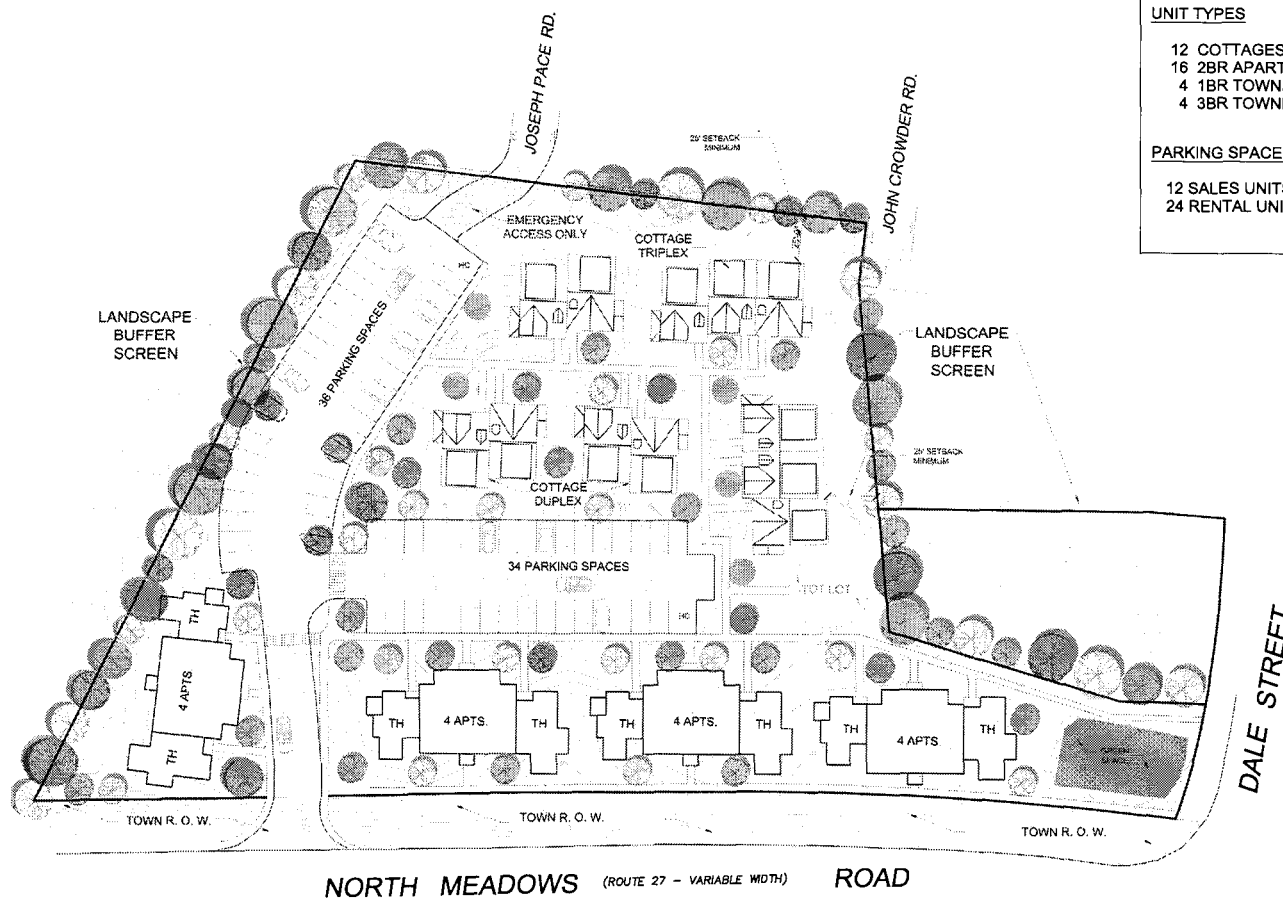 UNIT TYPES
12 COTTAGES
16 2BR APART
4 1BR TOWN
4 3BR TOWN
PARKING SPACE
12 SALES UNITS
24 RENTAL UNI
JOSEPH PACE RD.
JOHN CROWDER RD.
25' SETBACK
MINIMUM
EMERGENCY
ACCESS ONLY
COTTAGE
TRIPLEX
HC
LANDSCAPE
BUFFER
SCREEN
36 PARKING SPACES
LANDSCAPE
BUFFER
SCREEN
25' SETBACK
MINIMUM
COTTAGE
DUPLEX
34 PARKING SPACES
TOT LOT
HC
TH
4 APTS
TH
TH
4 APTS.
TH
TH
4 APTS.
TH
TH
4 APTS
TH
GREEN
SPACE
DALE STREET
TOWN R. O. W.
TOWN R. O. W.
TOWN R. O. W.
NORTH MEADOWS (ROUTE 27 - VARIABLE WIDTH) ROAD